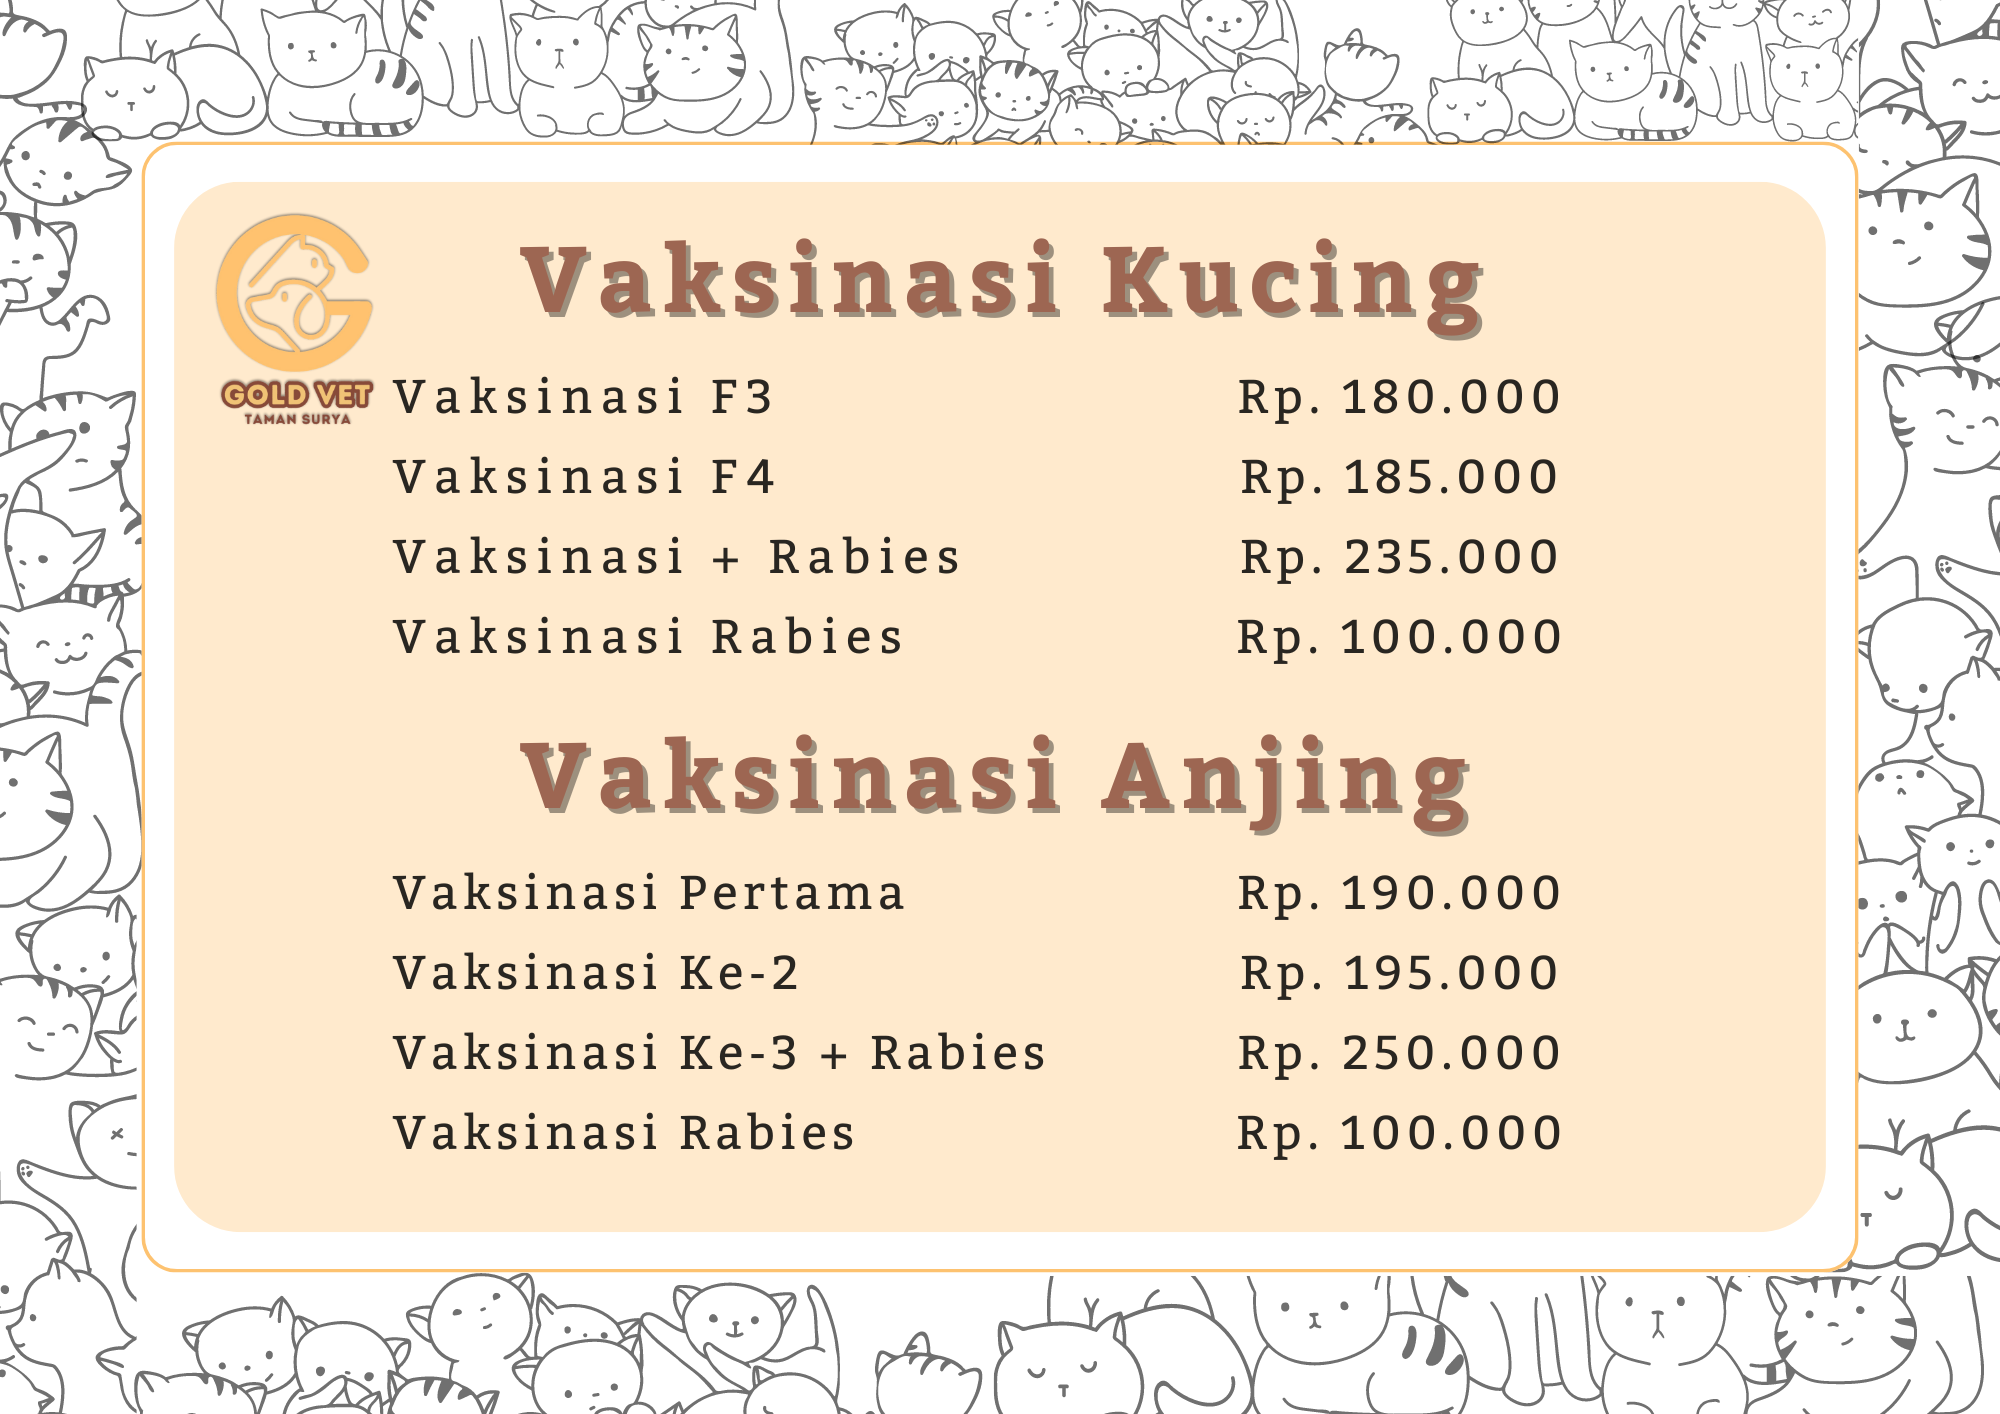 Vaksinasi Kucing
GOLD VET
TAMAN SURYA
Vaksinasi F3 Rp. 180.000
Vaksinasi F4 Rp. 185.000
Vaksinasi + Rabies Rp. 235.000
Vaksinasi Rabies Rp. 100.000
Vaksinasi Anjing
Vaksinasi Pertama Rp. 190.000
Vaksinasi Ke-2 Rp. 195.000
Vaksinasi Ke-3 + Rabies Rp. 250.000
Vaksinasi Rabies Rp. 100.000